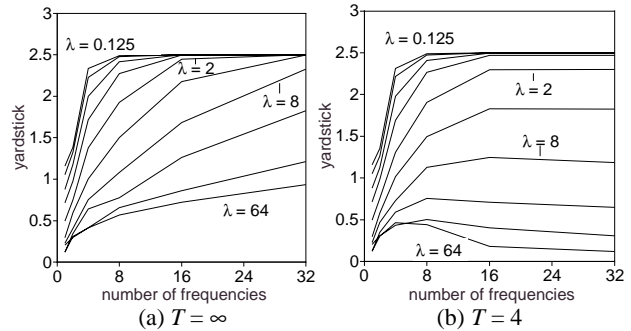 3.0
2.5
2
1.5
1
0.5
0
yardstick
0
8
16
24
32
number of frequencies
λ = 0.125
λ = 2
λ = 8
λ = 64
(a) T = ∞
3.0
2.5
2
1.5
1
0.5
0
yardstick
0
8
16
24
32
number of frequencies
λ = 0.125
λ = 2
λ = 8
λ = 64
(b) T = 4